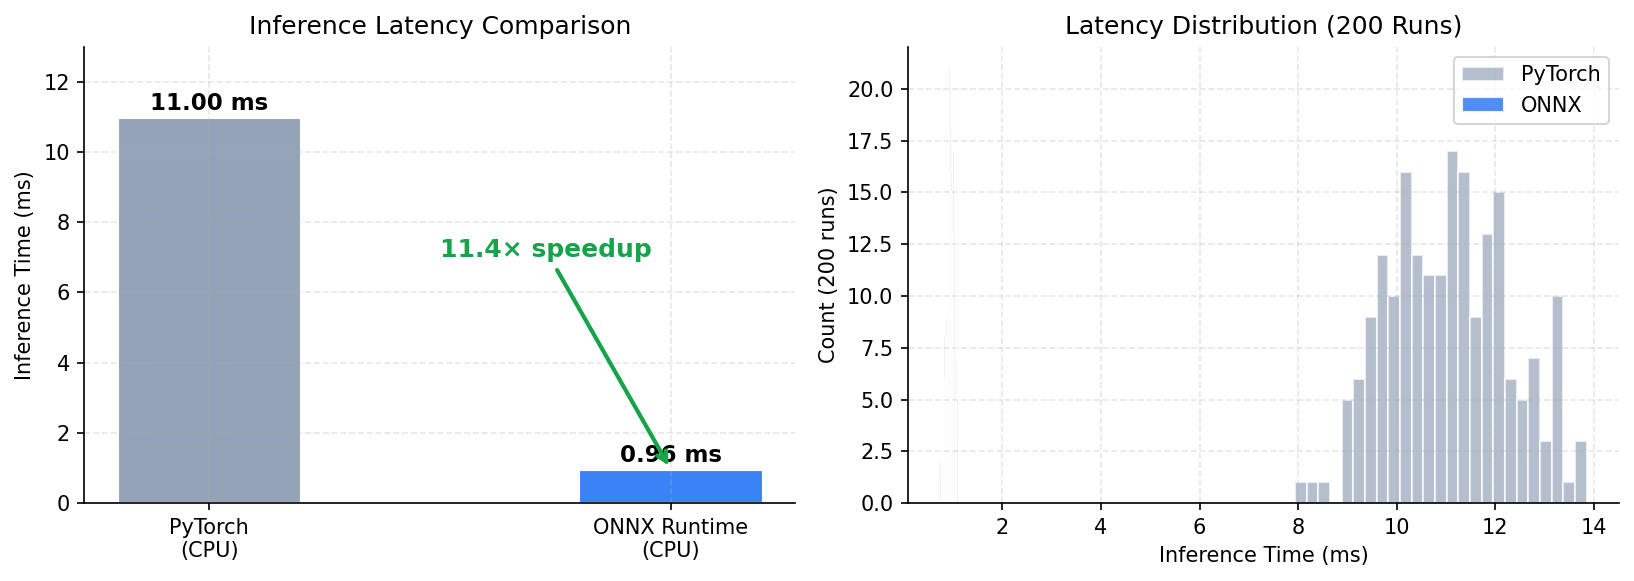 Inference Latency Comparison
Inference Time (ms)
12
10
8
6
4
2
0
11.00 ms
11.4× speedup
0.96 ms
PyTorch
(CPU)
ONNX Runtime
(CPU)
Latency Distribution (200 Runs)
Count (200 runs)
20.0
17.5
15.0
12.5
10.0
7.5
5.0
2.5
0.0
PyTorch
ONNX
2
4
6
8
10
12
14
Inference Time (ms)